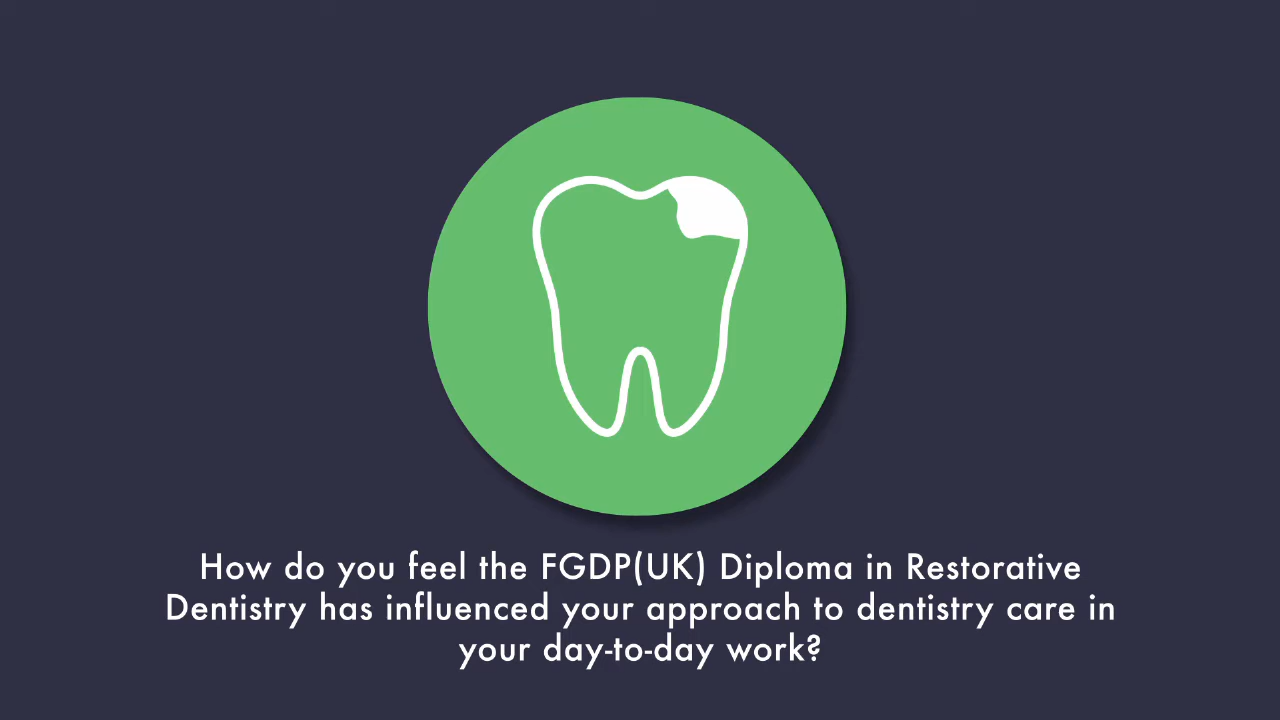 How do you feel the FGDP(UK) Diploma in Restorative
Dentistry has influenced your approach to dentistry care in
your day-to-day work?